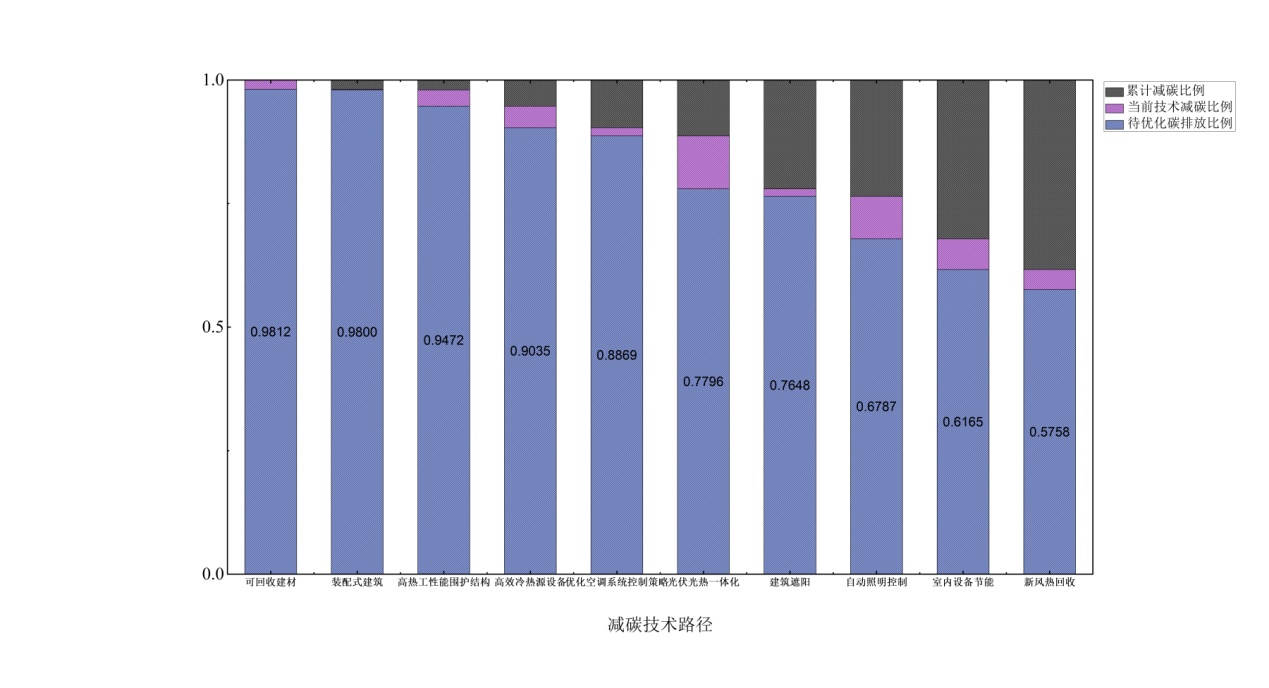 1.0
累计减碳比例
当前技术减碳比例
待优化碳排放比例
0.5
0.9812
0.9800
0.9472
0.9035
0.8869
0.7796
0.7648
0.6787
0.6165
0.5758
0.0
可回收建材
装配式建筑
高热工性能围护结构
高效冷热源设备
优化空调系统控制策略
光伏光热一体化
建筑遮阳
自动照明控制
室内设备节能
新风热回收
减碳技术路径